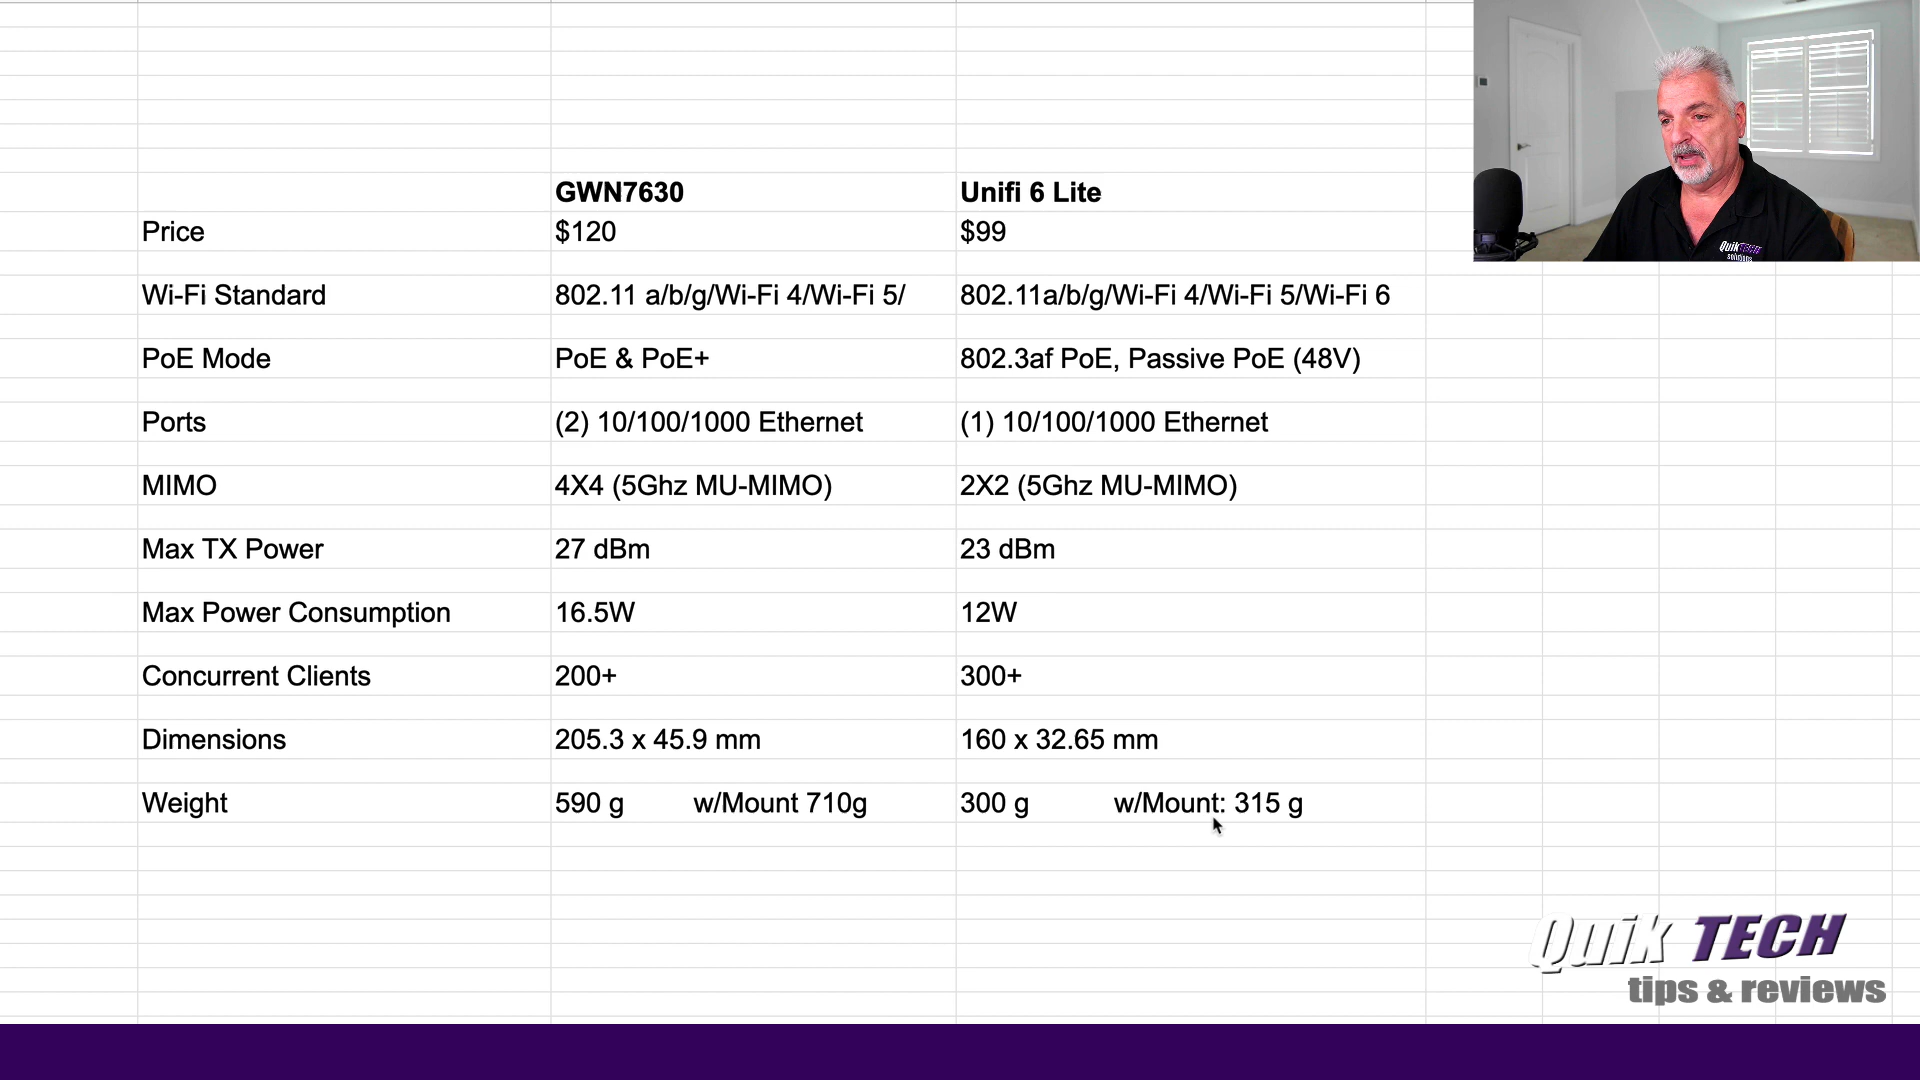 GWN7630 Unifi 6 Lite
Price $120 $99
Wi-Fi Standard 802.11 a/b/g/Wi-Fi 4/Wi-Fi 5/ 802.11a/b/g/Wi-Fi 4/Wi-Fi 5/Wi-Fi 6
PoE Mode PoE & PoE+ 802.3af PoE, Passive PoE (48V)
Ports (2) 10/100/1000 Ethernet (1) 10/100/1000 Ethernet
MIMO 4X4 (5Ghz MU-MIMO) 2X2 (5Ghz MU-MIMO)
Max TX Power 27 dBm 23 dBm
Max Power Consumption 16.5W 12W
Concurrent Clients 200+ 300+
Dimensions 205.3 x 45.9 mm 160 x 32.65 mm
Weight 590 g w/Mount 710g 300 g w/Mount: 315 g
QuikTECH
solutions
Quik TECH
tips & reviews